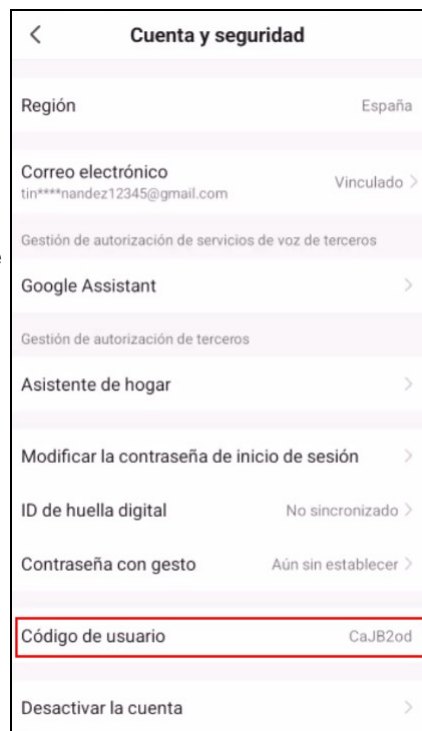 Cuenta y seguridad
Región España
Correo electrónico Vinculado
tin****nandez12345@gmail.com
Gestión de autorización de servicios de voz de terceros
Google Assistant
Gestión de autorización de terceros
Asistente de hogar
Modificar la contraseña de inicio de sesión
ID de huella digital No sincronizado
Contraseña con gesto Aún sin establecer
Código de usuario CaJB2od
Desactivar la cuenta